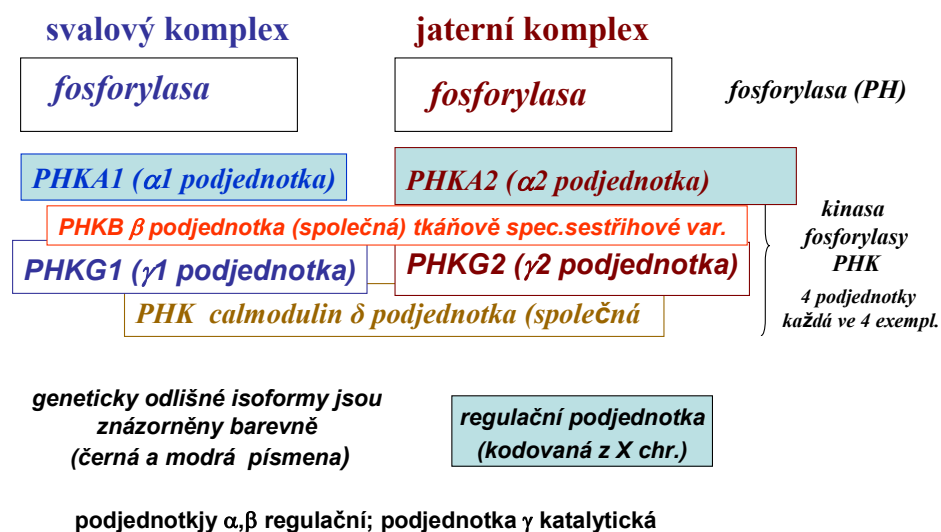 svalový komplex
jaterní komplex
fosforylasa
fosforylasa
fosforylasa (PH)
PHKA1 (α1 podjednotka)
PHKA2 (α2 podjednotka)
PHKB β podjednotka (společná) tkáňově spec.sestřihové var.
PHKG1 (γ1 podjednotka)
PHKG2 (γ2 podjednotka)
PHK calmodulin δ podjednotka (společná
kinasa
fosforylasy
PHK
4 podjednotky
každá ve 4 exempl.
geneticky odlišné isoformy jsou
znázorněny barevně
(černá a modrá písmena)
regulační podjednotka
(kodovaná z X chr.)
podjednotkjy α,β regulační; podjednotka γ katalytická